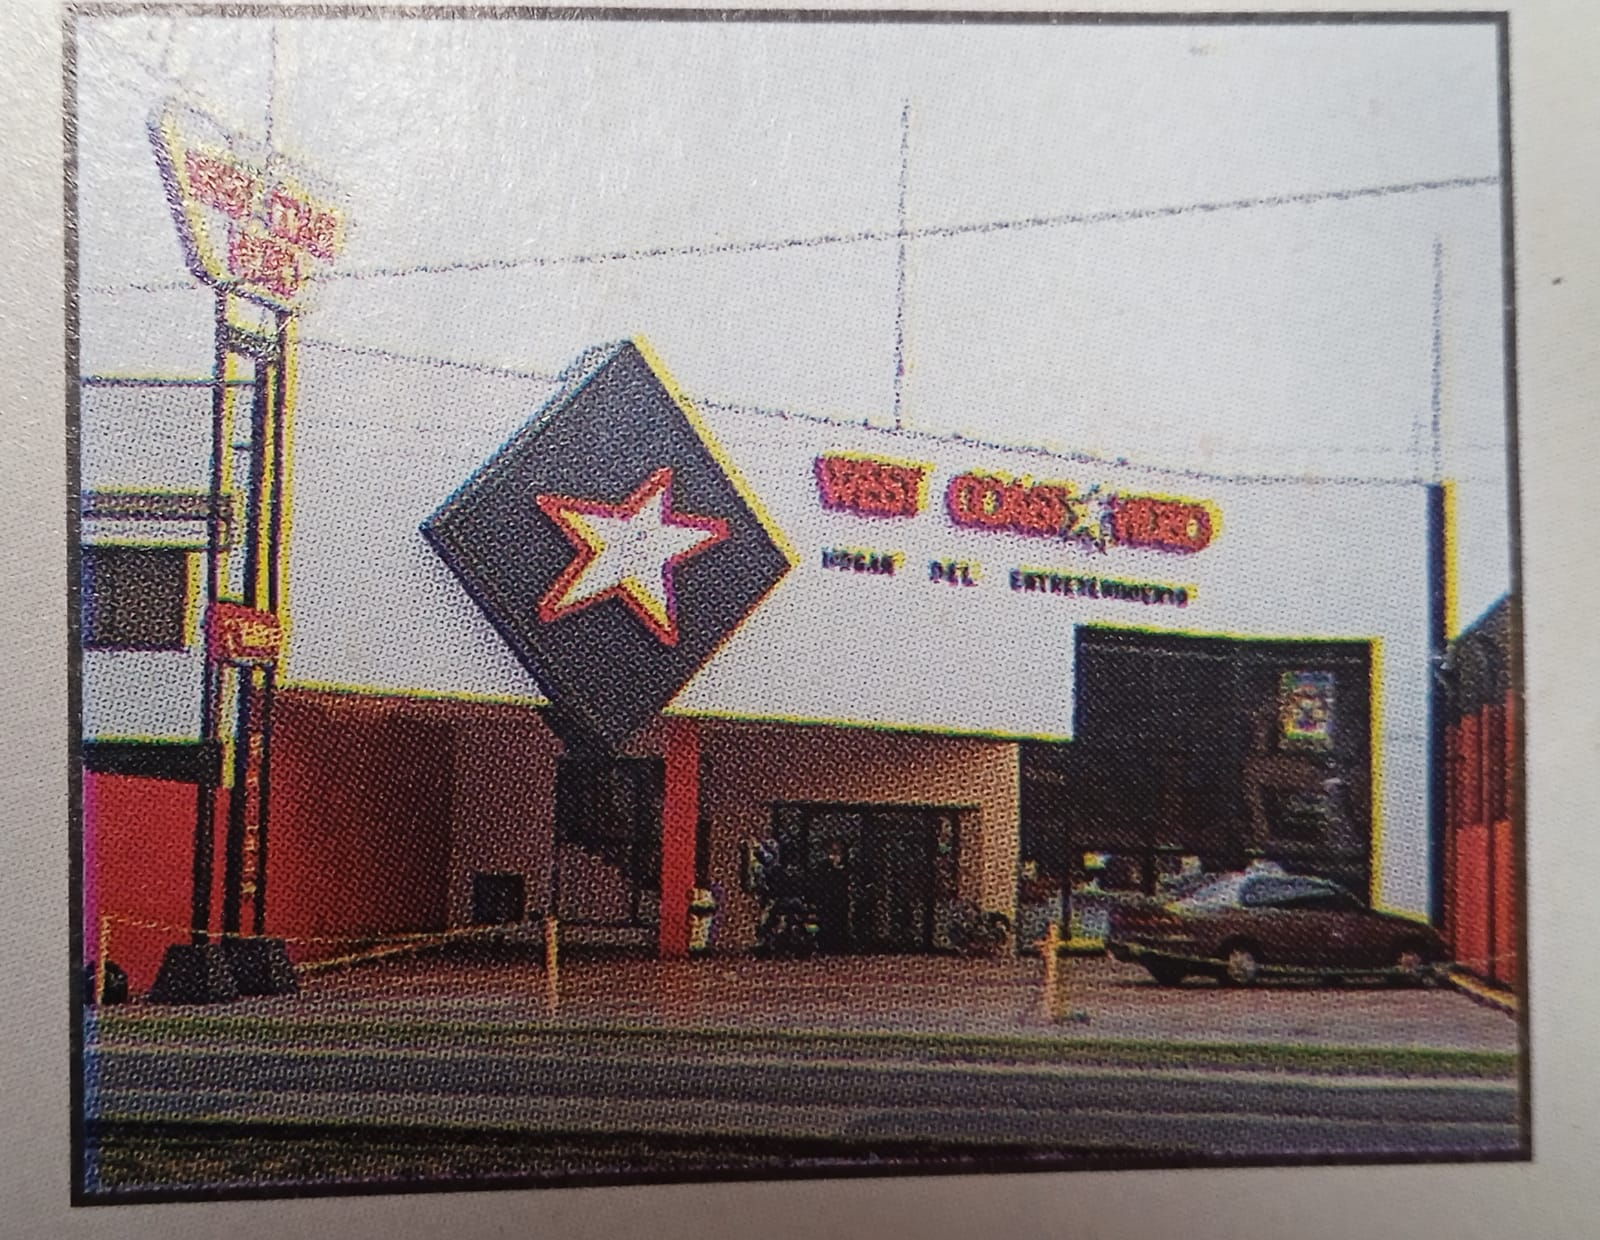 WEST COAST VIDEO
HOGAR DEL ENTRETENIMIENTO